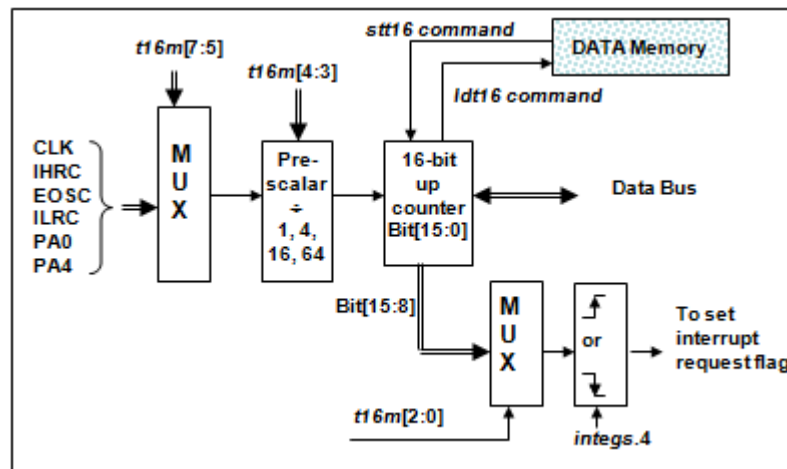 stt16 command
DATA Memory
t16m[7:5]
t16m[4:3]
ldt16 command
CLK
IHRC
EOSC
ILRC
PA0
PA4
M
U
X
Pre-
scalar
÷
1, 4,
16, 64
16-bit
up
counter
Bit[15:0]
Data Bus
Bit[15:8]
M
U
X
or
To set
interrupt
request flag
t16m[2:0]
integs.4